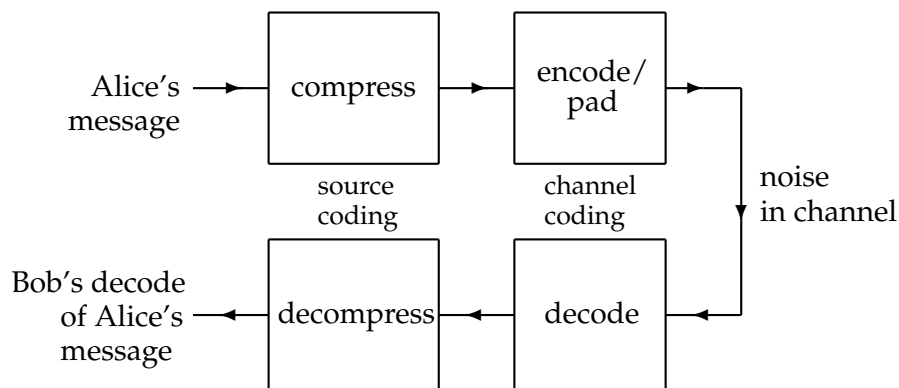 Alice's
message
compress
encode/
pad
source
coding
channel
coding
noise
in channel
Bob's decode
of Alice's
message
decompress
decode